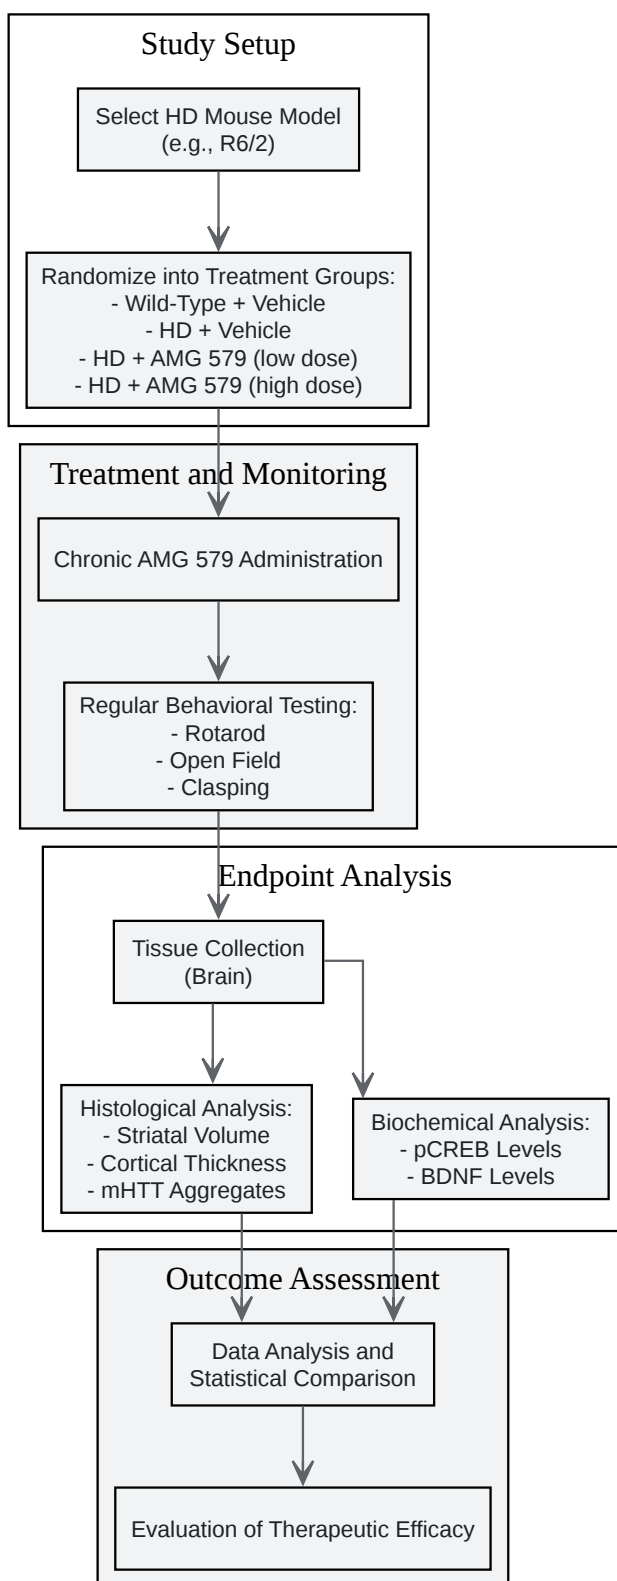 Study Setup
Select HD Mouse Model
(e.g., R6/2)
Randomize into Treatment Groups:
- Wild-Type + Vehicle
- HD + Vehicle
- HD + AMG 579 (low dose)
- HD + AMG 579 (high dose)
Treatment and Monitoring
Chronic AMG 579 Administration
Regular Behavioral Testing:
- Rotarod
- Open Field
- Clasping
Endpoint Analysis
Tissue Collection
(Brain)
Histological Analysis:
- Striatal Volume
- Cortical Thickness
- mHTT Aggregates
Biochemical Analysis:
- pCREB Levels
- BDNF Levels
Outcome Assessment
Data Analysis and
Statistical Comparison
Evaluation of Therapeutic Efficacy